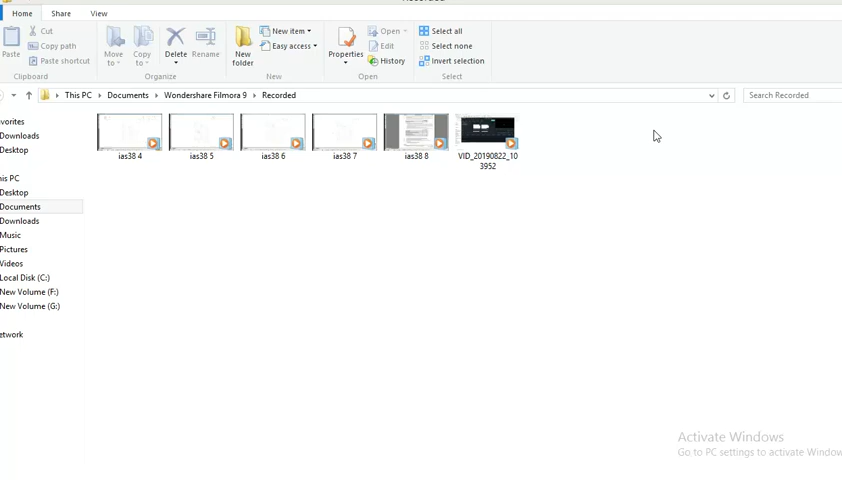 Home Share View
Cut
Copy path
Paste shortcut
Paste
Clipboard
Move to
Copy to
Delete
Rename
Organize
New folder
New item
Easy access
New
Properties
Open
Edit
History
Open
Select all
Select none
Invert selection
Select
This PC Documents Wondershare Filmora 9 Recorded
Search Recorded
avorites
Downloads
Desktop
his PC
Desktop
Documents
Downloads
Music
Pictures
Videos
Local Disk (C:)
New Volume (F:)
New Volume (G:)
etwork
ias38 4
ias38 5
ias38 6
ias38 7
ias38 8
VID_20190822_10
3952
Activate Windows
Go to PC settings to activate Window